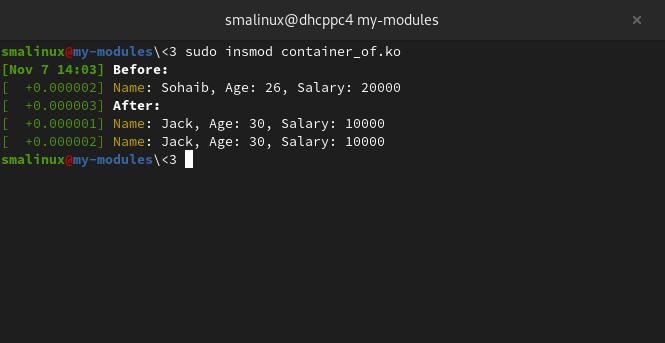 smalinux@dhcppc4 my-modules
×
smalinux@my-modules\<3 sudo insmod container_of.ko
[Nov 7 14:03] Before:
[  +0.000002] Name: Sohaib, Age: 26, Salary: 20000
[  +0.000003] After:
[  +0.000001] Name: Jack, Age: 30, Salary: 10000
[  +0.000002] Name: Jack, Age: 30, Salary: 10000
smalinux@my-modules\<3